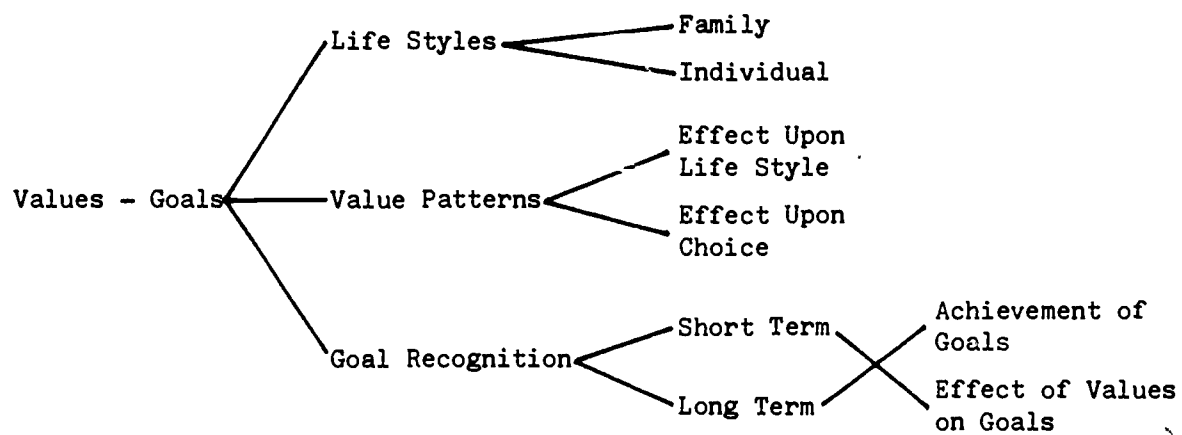 Family
Life Styles
Individual
Effect Upon
Life Style
Values - Goals
Value Patterns
Effect Upon
Choice
Short Term
Achievement of
Goals
Goal Recognition
Long Term
Effect of Values
on Goals